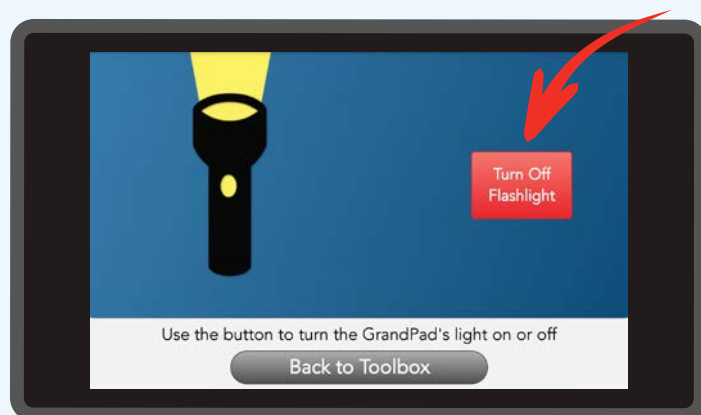 Turn Off
Flashlight
Use the button to turn the GrandPad's light on or off
Back to Toolbox